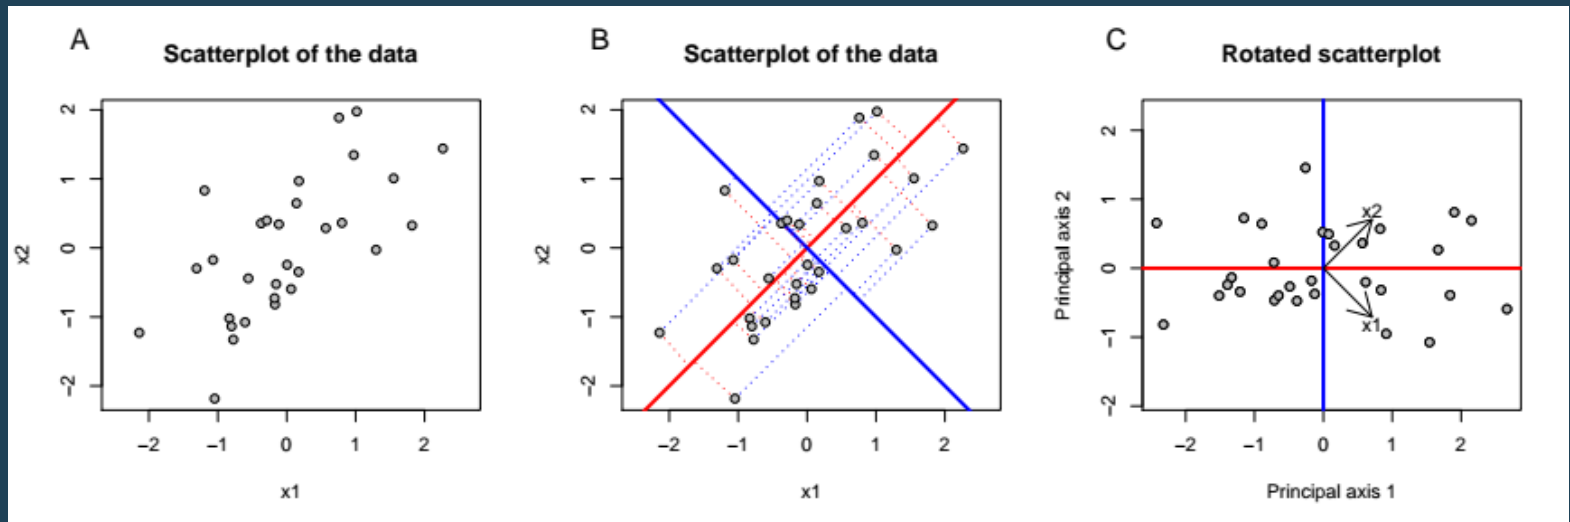 A
Scatterplot of the data
x2
2
1
0
−1
−2
−2 −1 0 1 2
x1
B
Scatterplot of the data
x2
2
1
0
−1
−2
−2 −1 0 1 2
x1
C
Rotated scatterplot
Principal axis 2
2
1
0
−1
−2
x2
x1
−2 −1 0 1 2
Principal axis 1